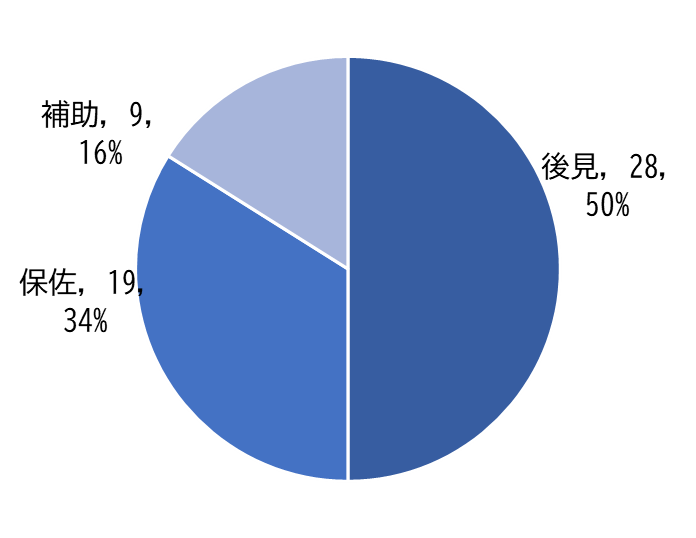 補助, 9,
16%
後見, 28,
50%
保佐, 19,
34%